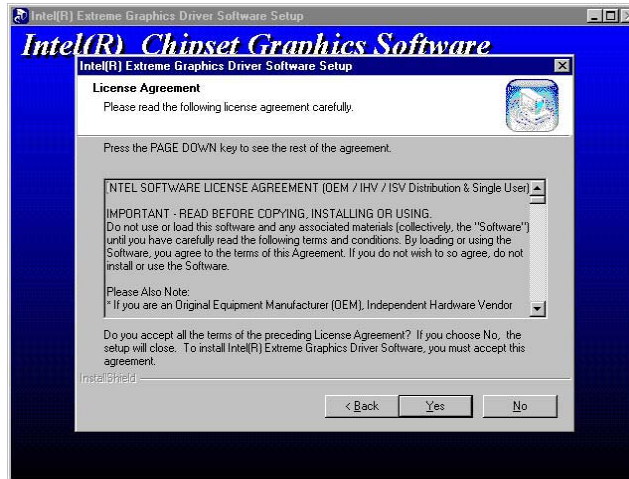 Intel(R) Extreme Graphics Driver Software Setup
Intel(R) Chipset Graphics Software
Intel(R) Extreme Graphics Driver Software Setup
License Agreement
Please read the following license agreement carefully.
Press the PAGE DOWN key to see the rest of the agreement.
INTEL SOFTWARE LICENSE AGREEMENT (OEM / IHV / ISV Distribution & Single User)
IMPORTANT - READ BEFORE COPYING, INSTALLING OR USING.
Do not use or load this software and any associated materials (collectively, the "Software")
until you have carefully read the following terms and conditions. By loading or using the
Software, you agree to the terms of this Agreement. If you do not wish to so agree, do not
install or use the Software.
Please Also Note:
* If you are an Original Equipment Manufacturer (OEM), Independent Hardware Vendor
Do you accept all the terms of the preceding License Agreement? If you choose No, the
setup will close. To install Intel(R) Extreme Graphics Driver Software, you must accept this
agreement.
InstallShield
< Back
Yes
No